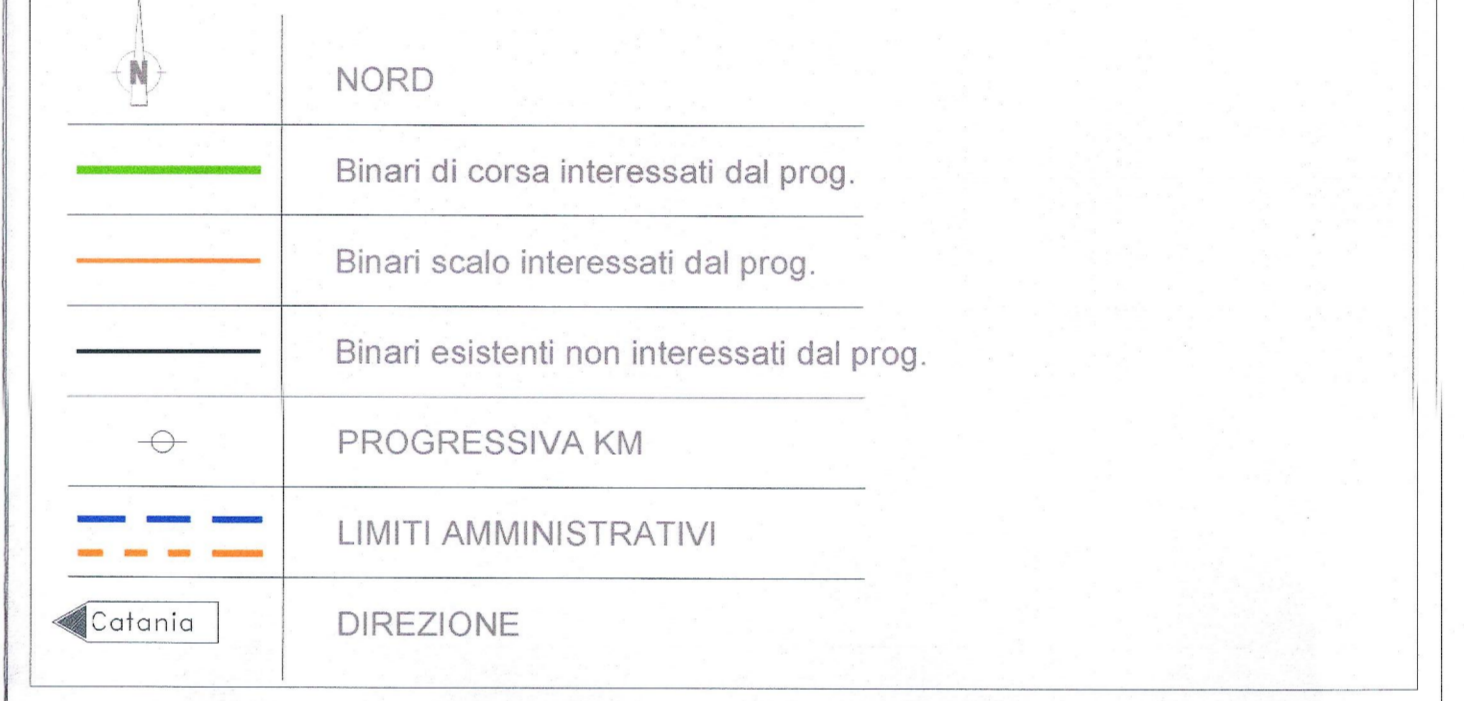 N
NORD
Binari di corsa interessati dal prog.
Binari scalo interessati dal prog.
Binari esistenti non interessati dal prog.
PROGRESSIVA KM
LIMITI AMMINISTRATIVI
Catania
DIREZIONE